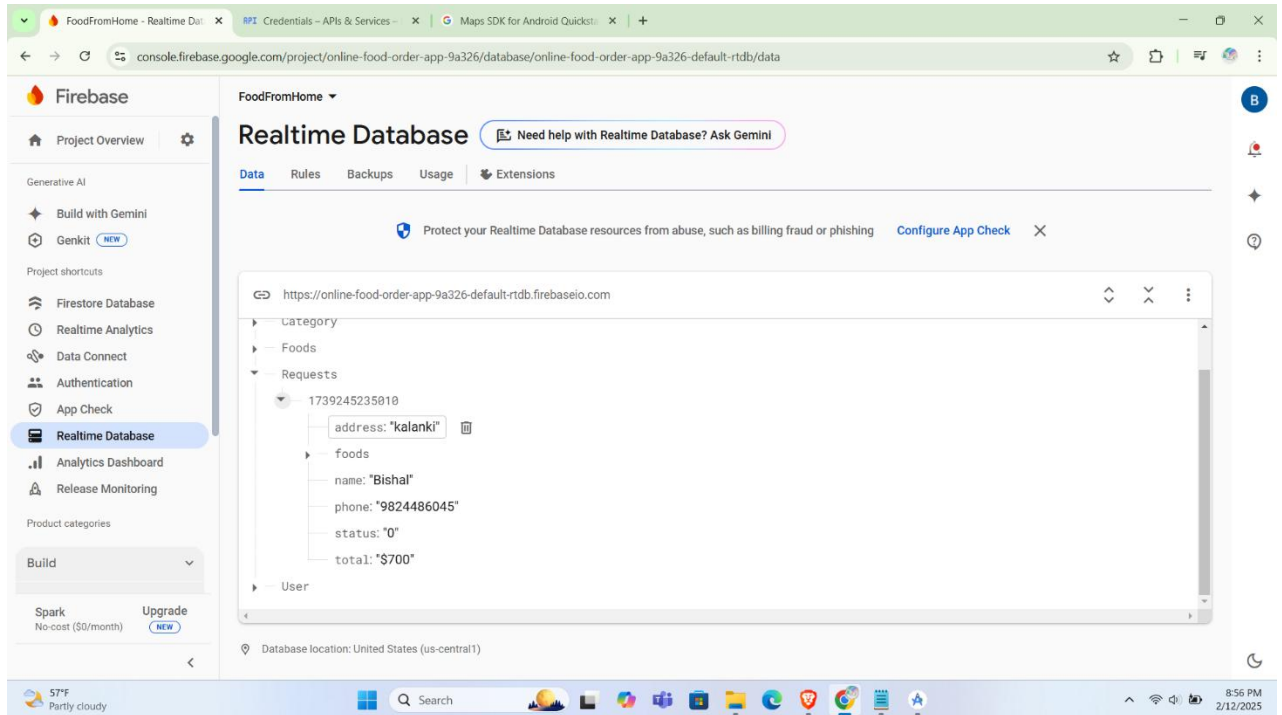 FoodFromHome - Realtime Dat
API Credentials – APIs & Services –
Maps SDK for Android Quicksta
console.firebase.google.com/project/online-food-order-app-9a326/database/online-food-order-app-9a326-default-rtdb/data
Firebase
FoodFromHome
B
Project Overview
Realtime Database
Need help with Realtime Database? Ask Gemini
Generative AI
Data Rules Backups Usage Extensions
Build with Gemini
Genkit NEW
Protect your Realtime Database resources from abuse, such as billing fraud or phishing Configure App Check
Project shortcuts
Firestore Database
Realtime Analytics
Data Connect
Authentication
App Check
Realtime Database
Analytics Dashboard
Release Monitoring
Product categories
Build
Spark
No-cost ($0/month)
Upgrade
NEW
https://online-food-order-app-9a326-default-rtdb.firebaseio.com
Category
Foods
Requests
1739245235010
address: "kalanki"
foods
name: "Bishal"
phone: "9824486045"
status: "0"
total: "$700"
User
Database location: United States (us-central1)
57°F
Partly cloudy
Search
8:56 PM
2/12/2025